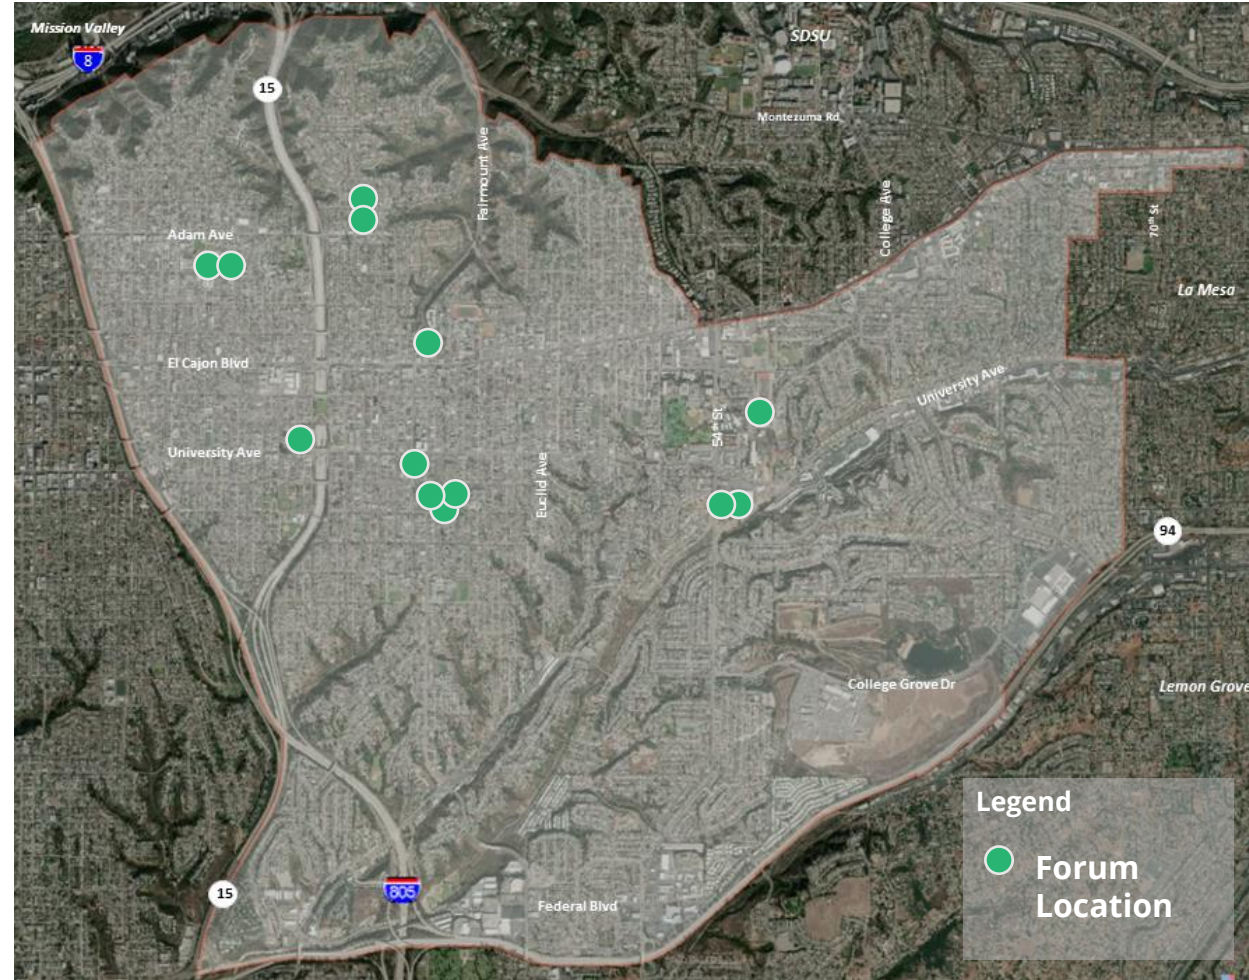 Mission Valley
8
SDSU
15
Montezuma Rd
Fairmount Ave
College Ave
70th St
Adam Ave
La Mesa
El Cajon Blvd
University Ave
54th St
University Ave
Euclid Ave
94
College Grove Dr
Lemon Grove
Legend
Forum
Location
15
805
Federal Blvd